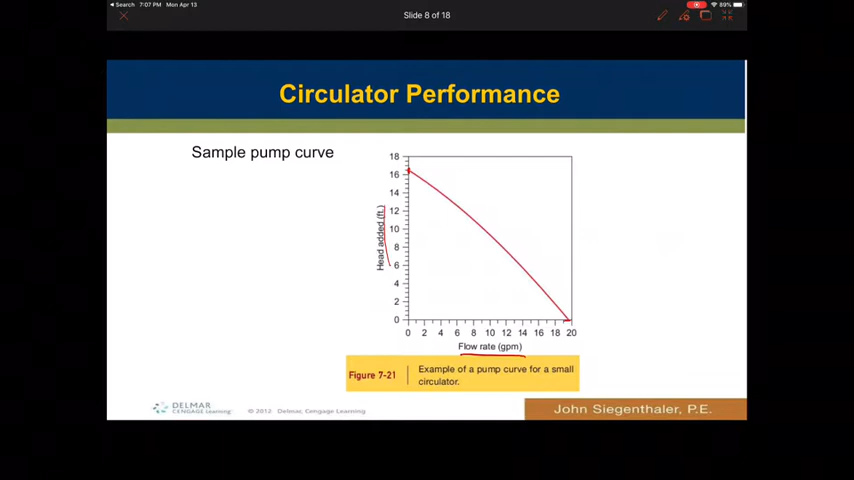 Search 7:07 PM Mon Apr 13 89%
Slide 8 of 18
Circulator Performance
Sample pump curve
18
16
14
12
10
8
6
4
2
0
Head added (ft.)
0 2 4 6 8 10 12 14 16 18 20
Flow rate (gpm)
Figure 7-21
Example of a pump curve for a small
circulator.
DELMAR
CENGAGE Learning
© 2012 Delmar, Cengage Learning
John Siegenthaler, P.E.